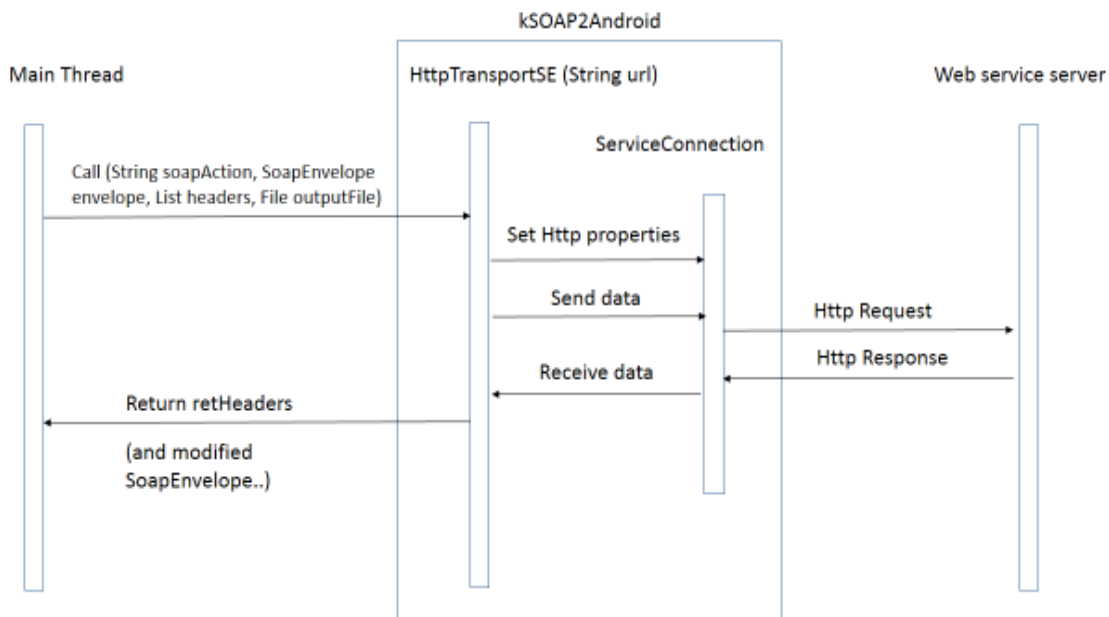 kSOAP2Android
Main Thread
HttpTransportSE (String url)
Web service server
ServiceConnection
Call (String soapAction, SoapEnvelope
envelope, List headers, File outputFile)
Set Http properties
Send data
Http Request
Http Response
Receive data
Return retHeaders
(and modified
SoapEnvelope..)